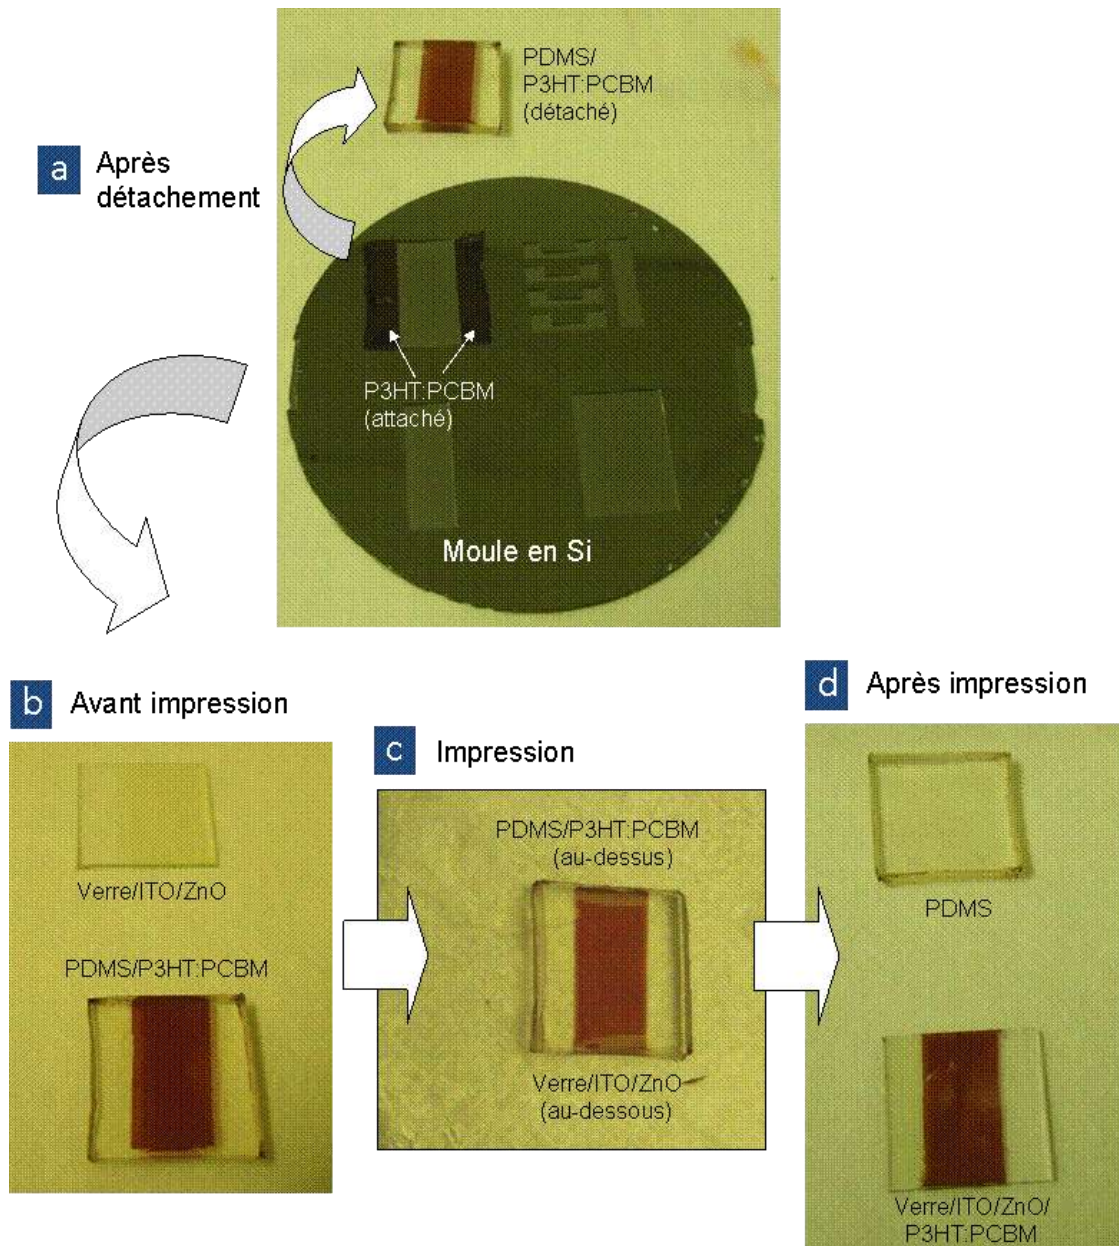 PDMS/
P3HT:PCBM
(détaché)
a Après
détachement
P3HT:PCBM
(attaché)
Moule en Si
b Avant impression
Verre/ITO/ZnO
PDMS/P3HT:PCBM
c Impression
PDMS/P3HT:PCBM
(au-dessus)
Verre/ITO/ZnO
(au-dessous)
d Après impression
PDMS
Verre/ITO/ZnO/
P3HT:PCBM